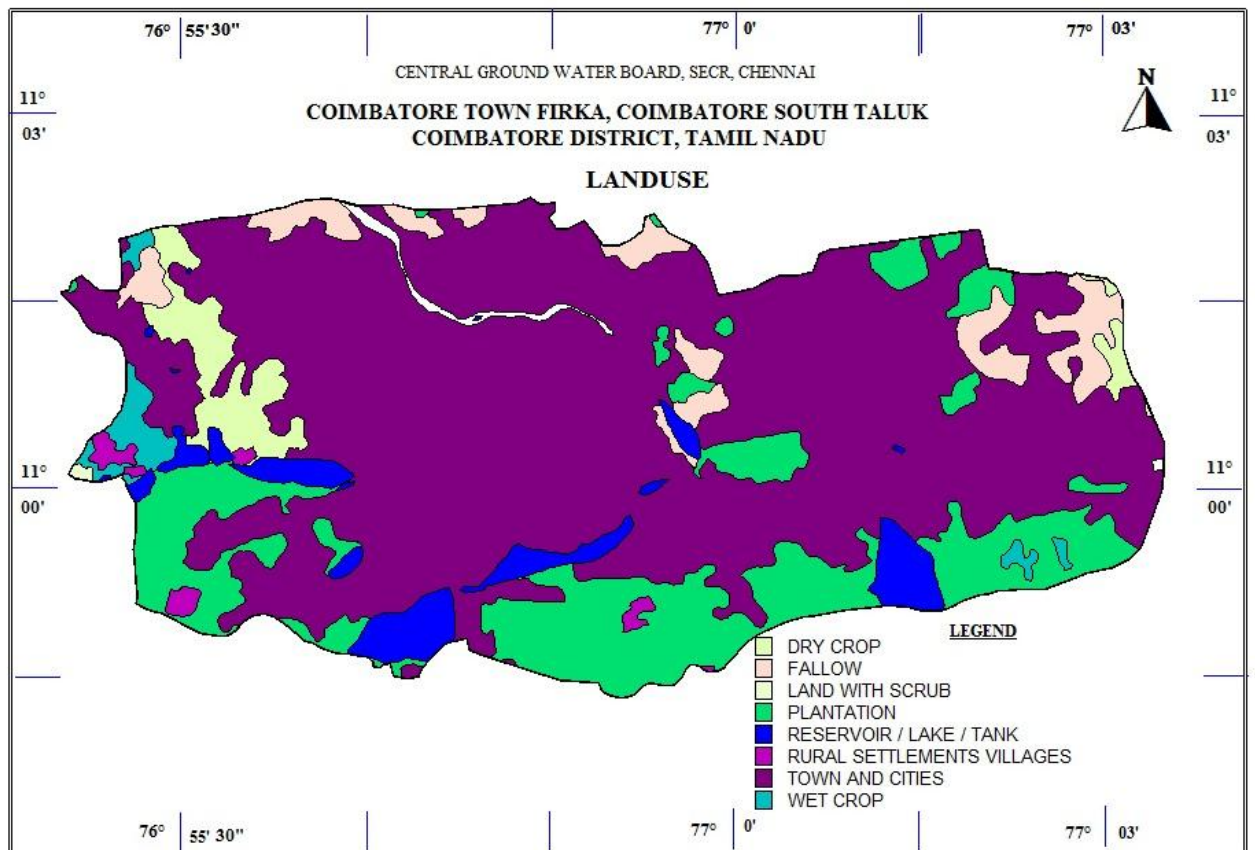 76° 55'30" 77° 0' 77° 03'
CENTRAL GROUND WATER BOARD, SECR, CHENNAI
N
11° 11°
03' 03'
COIMBATORE TOWN FIRKA, COIMBATORE SOUTH TALUK
COIMBATORE DISTRICT, TAMIL NADU
LANDUSE
11° 11°
00' 00'
LEGEND
DRY CROP
FALLOW
LAND WITH SCRUB
PLANTATION
RESERVOIR / LAKE / TANK
RURAL SETTLEMENTS VILLAGES
TOWN AND CITIES
WET CROP
76° 55' 30" 77° 0' 77° 03'